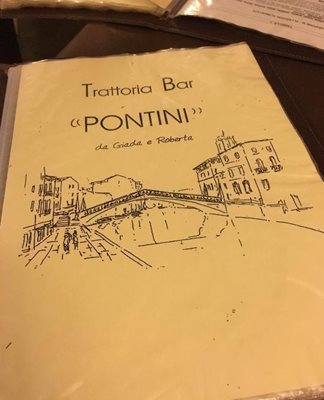 Trattoria Bar
“PONTINI”
da Giada e Roberta